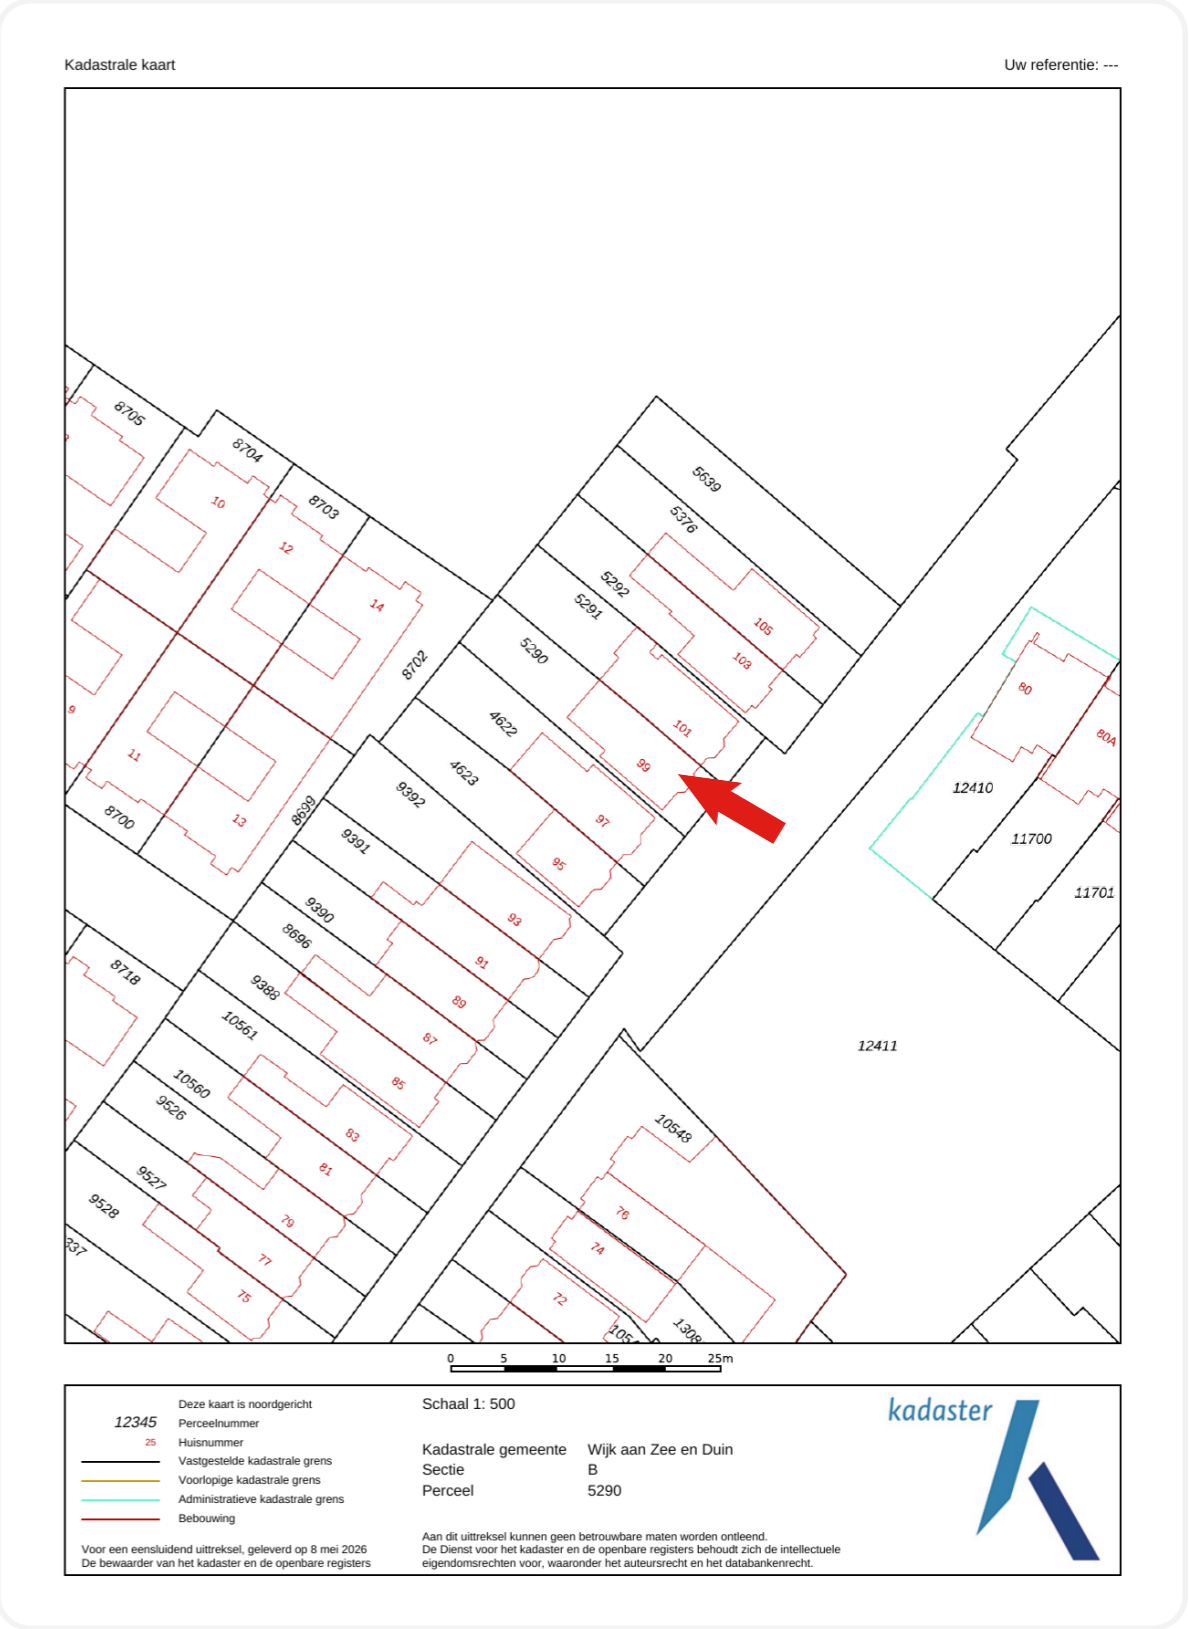 Kadastrale kaart
Uw referentie: ---
8705
8704
8703
5639
5376
10
12
14
5292
5291
105
103
8702
5290
101
99
80
80A
9
11
13
4622
4623
9392
97
95
12410
11700
11701
8700
8699
9391
9390
8696
93
91
89
87
85
8718
9388
10561
10560
9526
83
81
79
77
75
9527
9528
337
12411
10548
76
74
72
1054
1308
0 5 10 15 20 25m
Deze kaart is noordgericht
12345 Perceelnummer
25 Huisnummer
Vastgestelde kadastrale grens
Voorlopige kadastrale grens
Administratieve kadastrale grens
Bebouwing
Voor een eensluidend uittreksel, geleverd op 8 mei 2026
De bewaarder van het kadaster en de openbare registers
Schaal 1: 500
Kadastrale gemeente Wijk aan Zee en Duin
Sectie B
Perceel 5290
Aan dit uittreksel kunnen geen betrouwbare maten worden ontleend.
De Dienst voor het kadaster en de openbare registers behoudt zich de intellectuele
eigendomsrechten voor, waaronder het auteursrecht en het databankenrecht.
kadaster